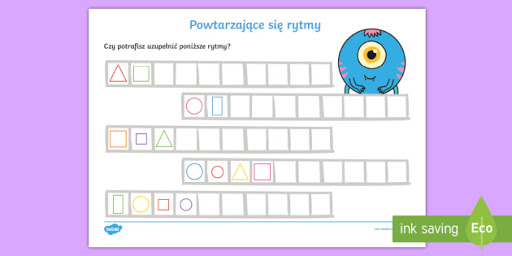 Powtarzające się rytmy
Czy potrafisz uzupełnić poniższe rytmy?
twinkl
ink saving
Eco